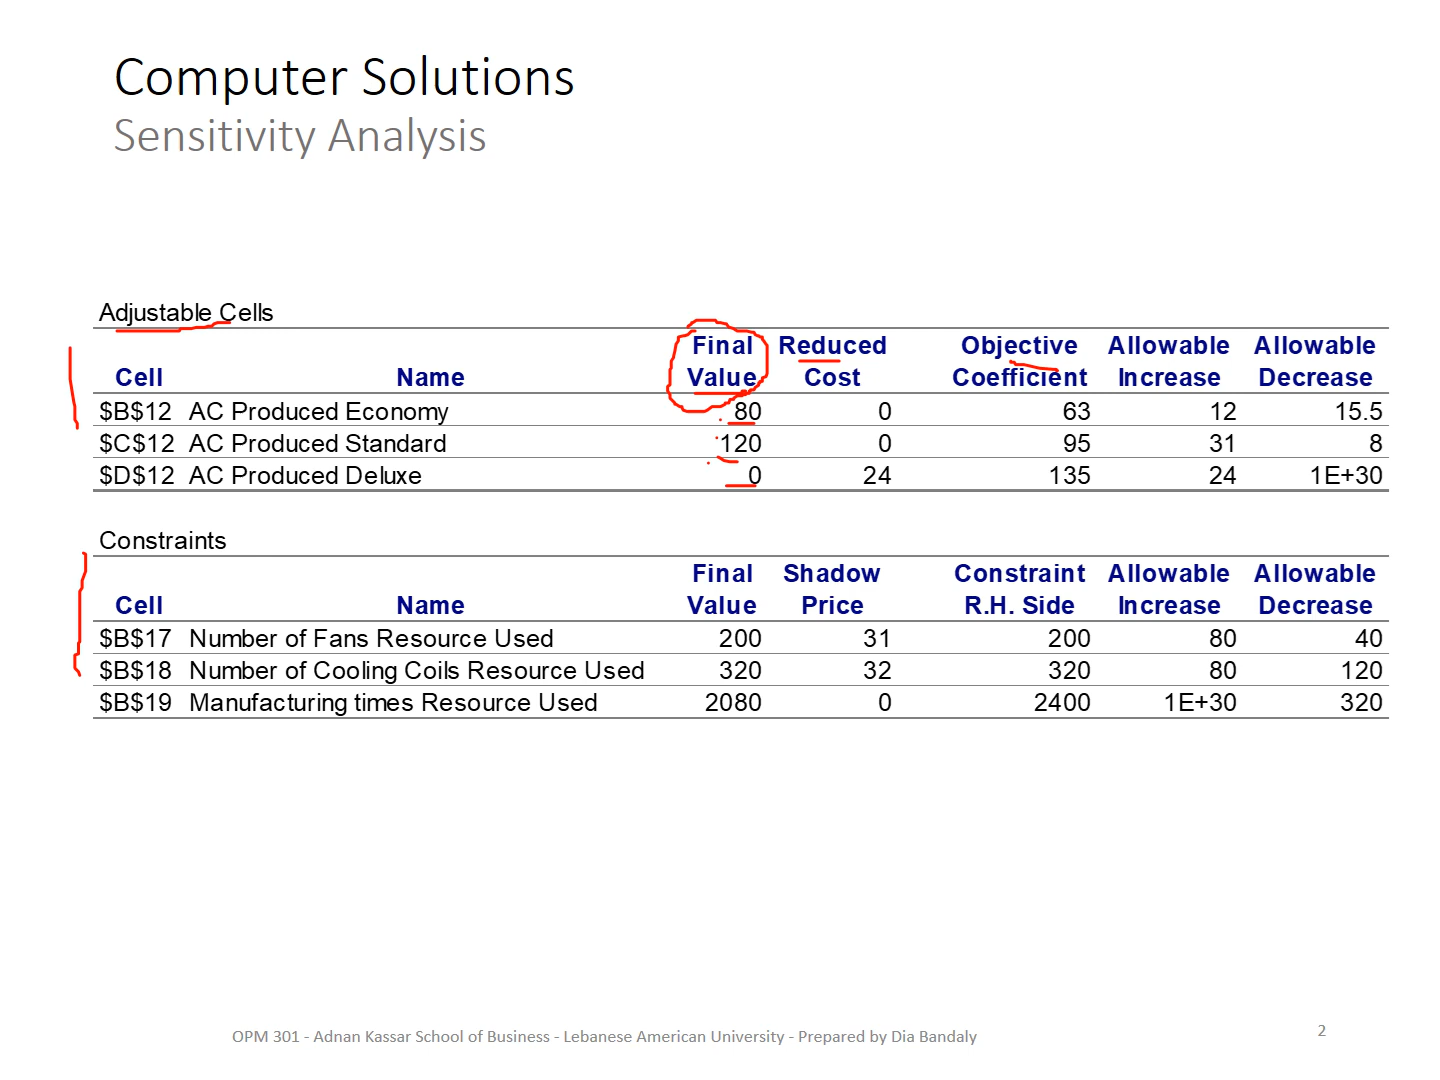 Computer Solutions
Sensitivity Analysis
Adjustable Cells
Final Reduced Objective Allowable Allowable
Cell Name Value Cost Coefficient Increase Decrease
$B$12 AC Produced Economy 80 0 63 12 15.5
$C$12 AC Produced Standard 120 0 95 31 8
$D$12 AC Produced Deluxe 0 24 135 24 1E+30
Constraints
Final Shadow Constraint Allowable Allowable
Cell Name Value Price R.H. Side Increase Decrease
$B$17 Number of Fans Resource Used 200 31 200 80 40
$B$18 Number of Cooling Coils Resource Used 320 32 320 80 120
$B$19 Manufacturing times Resource Used 2080 0 2400 1E+30 320
OPM 301 - Adnan Kassar School of Business - Lebanese American University - Prepared by Dia Bandaly
2